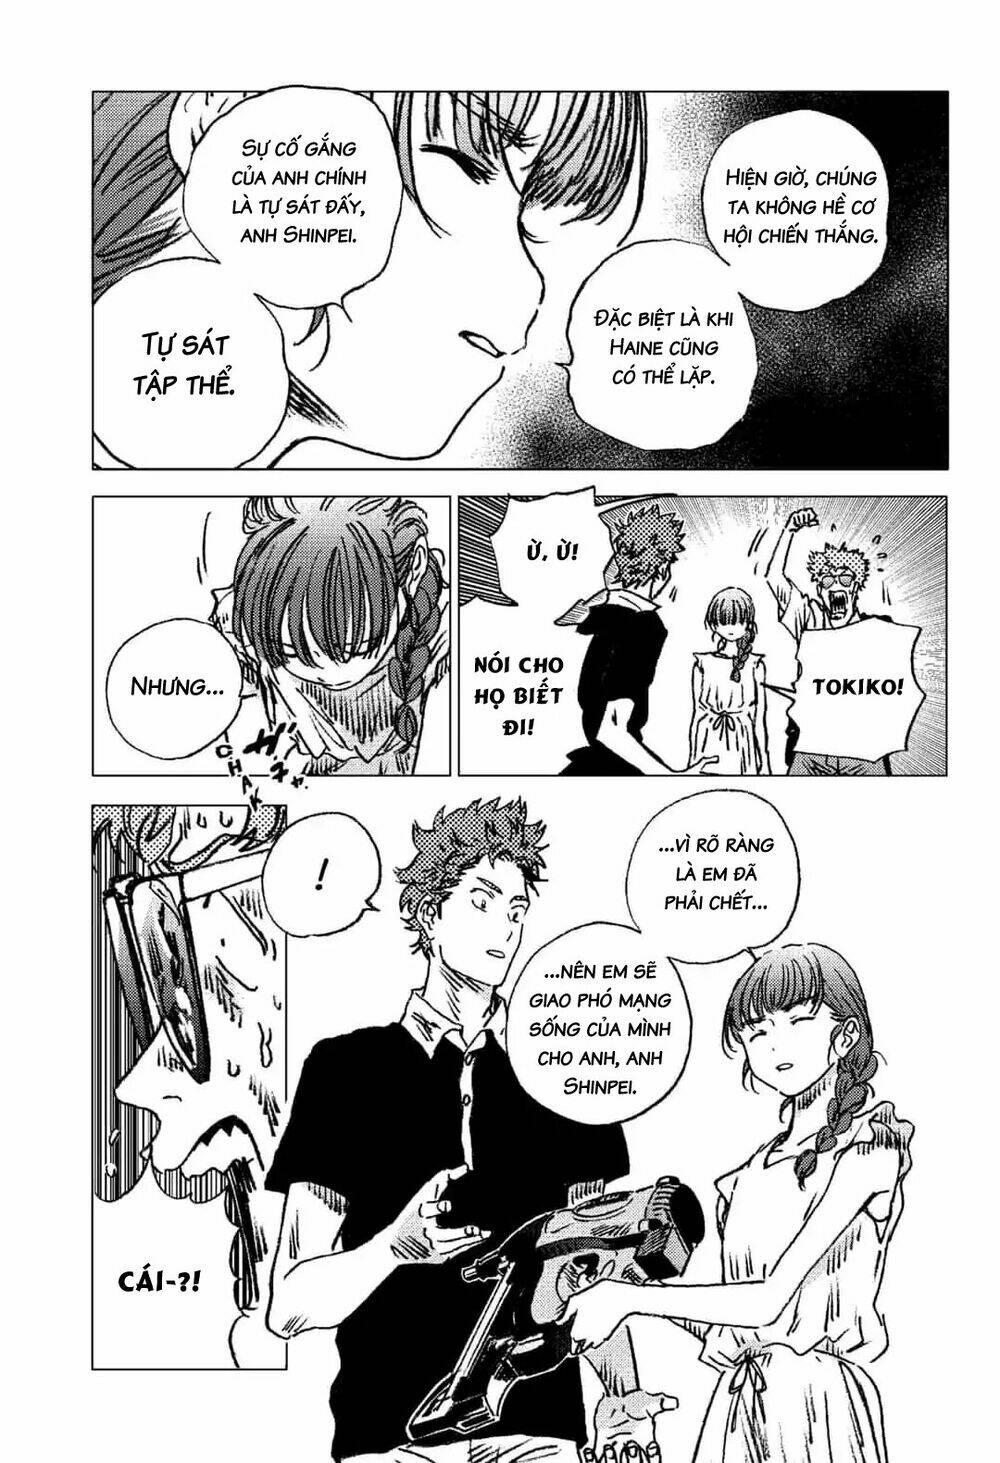 HIỆN GIỜ, CHÚNG
TA KHÔNG HỀ CƠ
HỘI CHIẾN THẮNG.
ĐẶC BIỆT LÀ KHI
HAINE CŨNG
CÓ THỂ LẶP.
SỰ CỐ GẮNG
CỦA ANH CHÍNH
LÀ TỰ SÁT ĐẤY,
ANH SHINPEI.
TỰ SÁT
TẬP THỂ.
TOKIKO!
Ừ, Ừ!
NÓI CHO
HỌ BIẾT
ĐI!
NHƯNG...
CHAK
...VÌ RÕ RÀNG
LÀ EM ĐÃ
PHẢI CHẾT...
...NÊN EM SẼ
GIAO PHÓ MẠNG
SỐNG CỦA MÌNH
CHO ANH, ANH
SHINPEI.
!
CÁI-?!